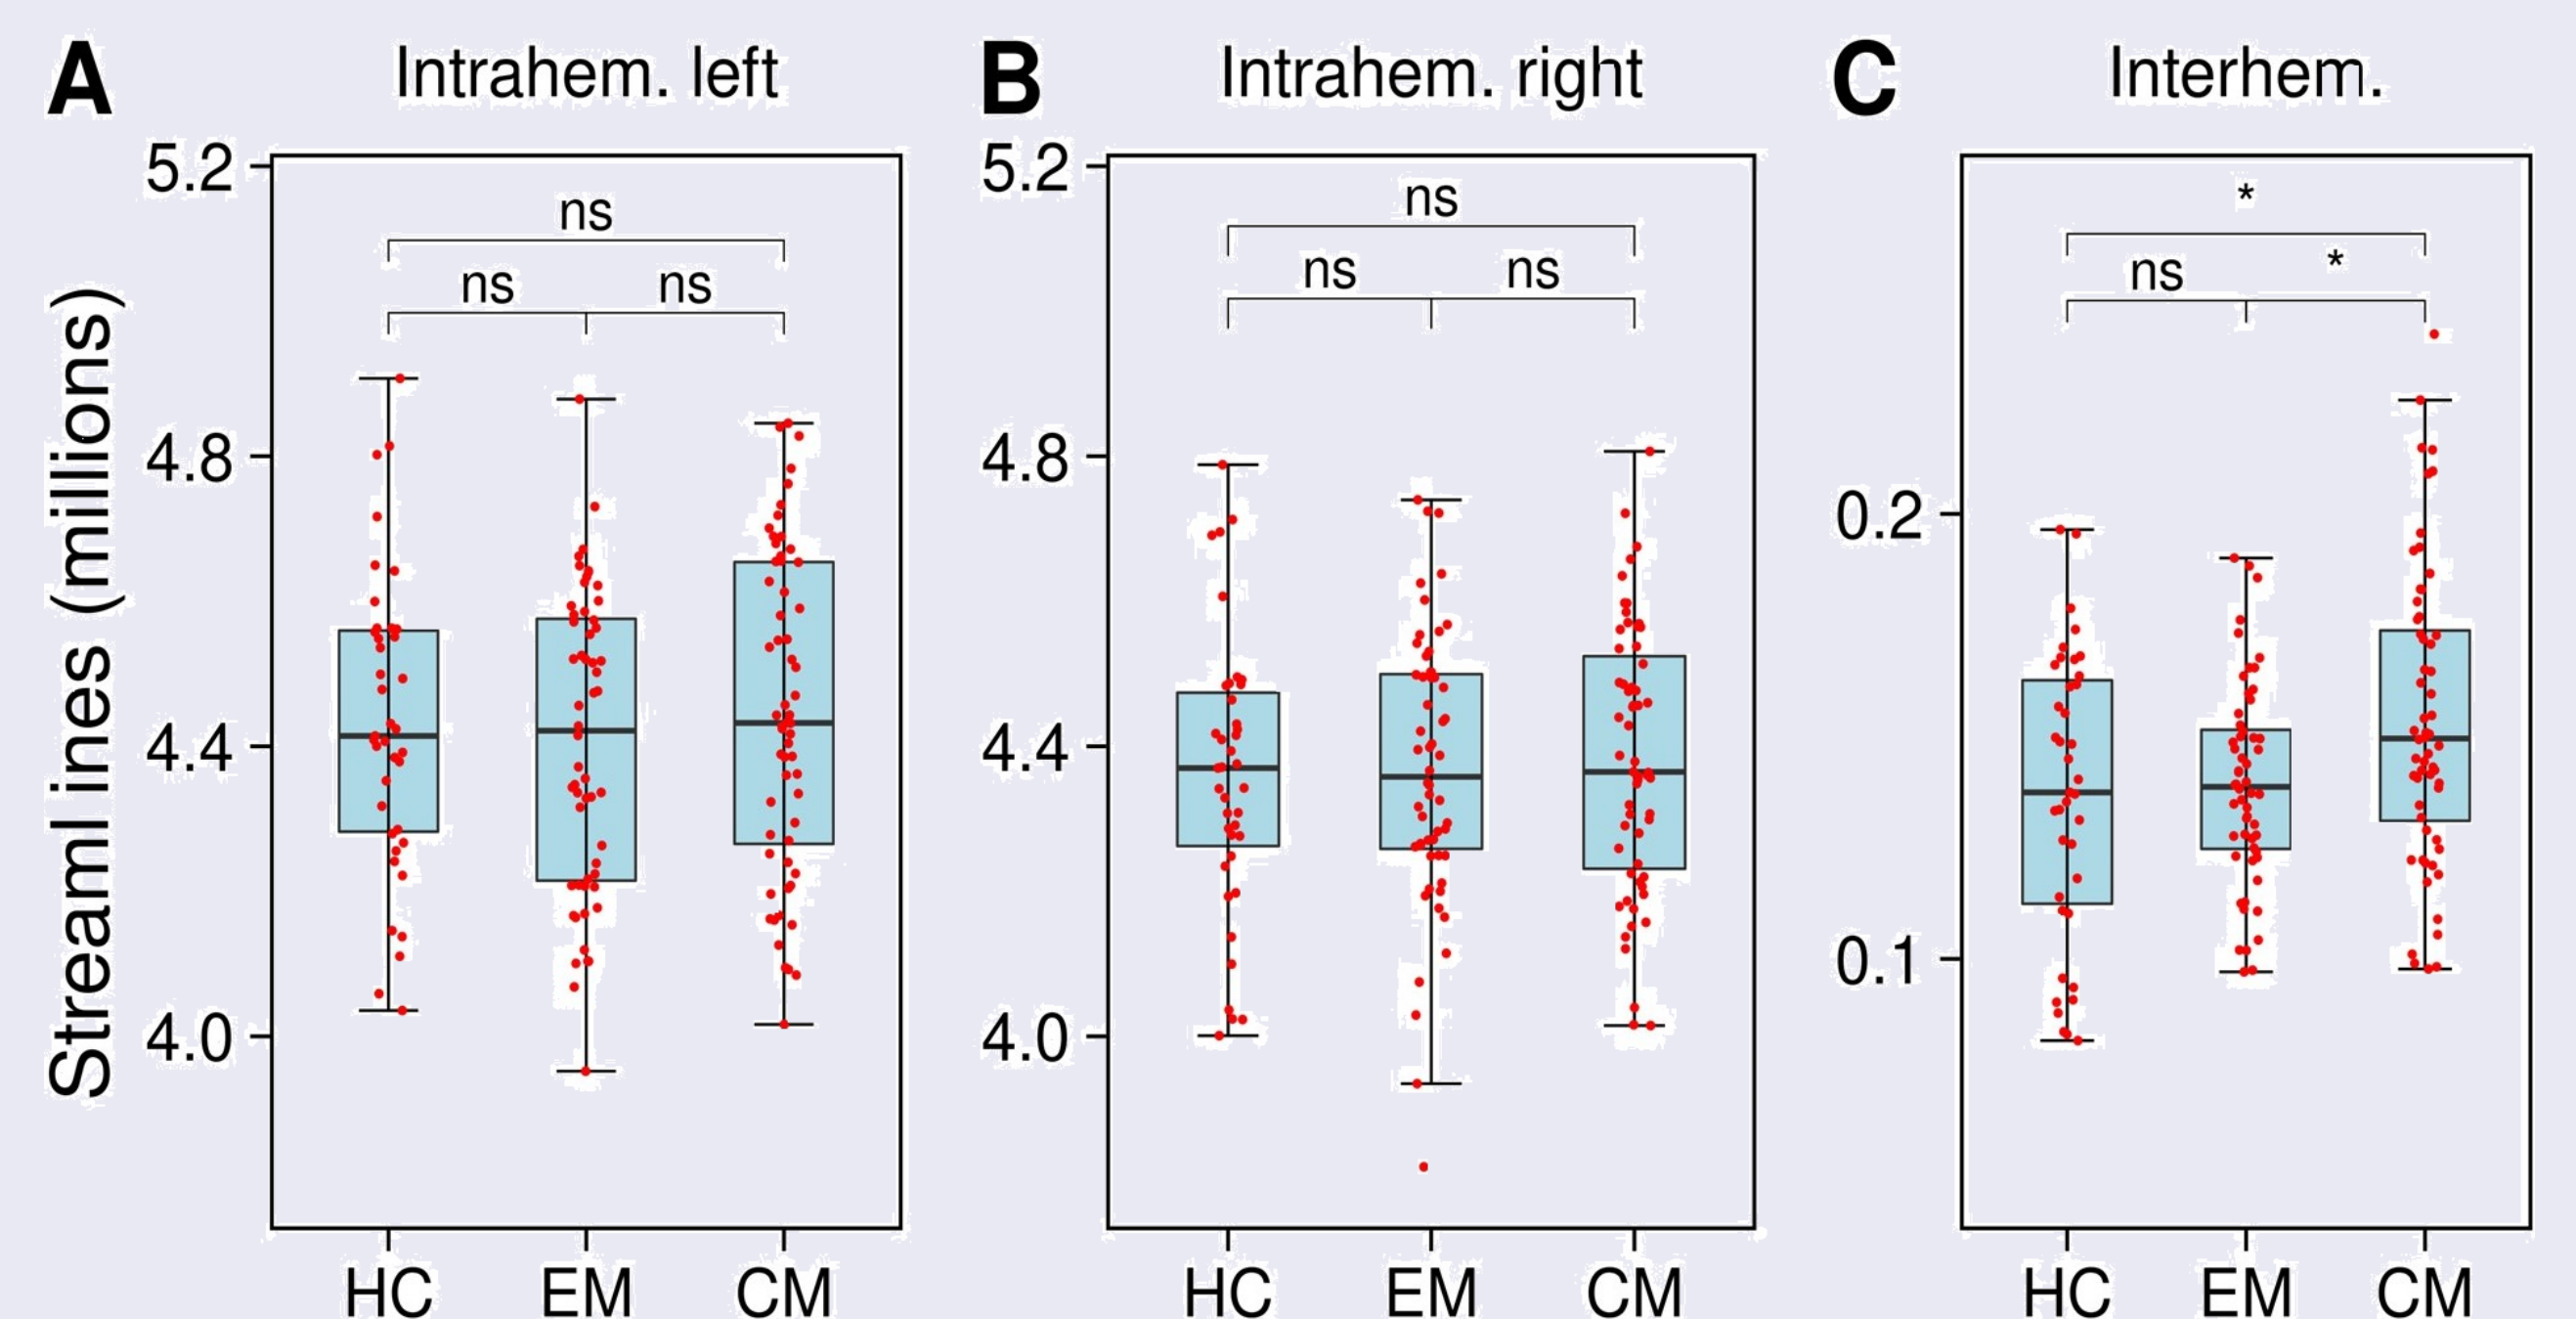 A Intrahem. left
B Intrahem. right
C Interhem.
Streaml lines (millions)
5.2
4.8
4.4
4.0
ns
ns ns
HC EM CM
5.2
4.8
4.4
4.0
ns
ns ns
HC EM CM
0.2
0.1
*
ns *
HC EM CM